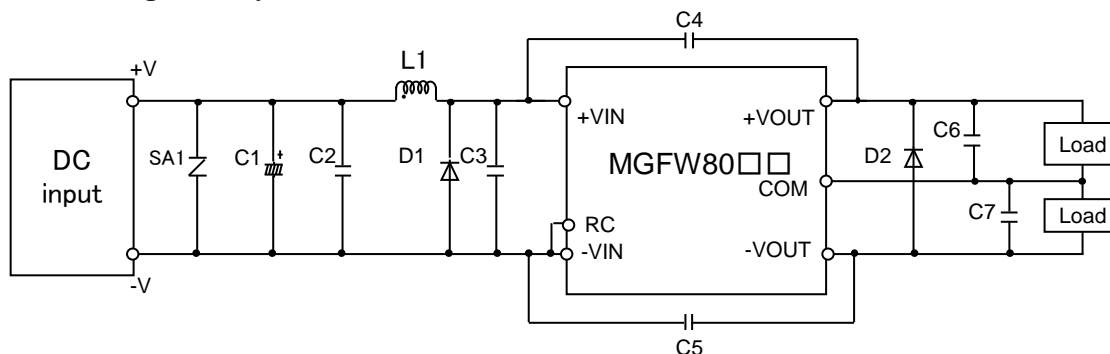 C4
+V
L1
+VIN
+VOUT
DC
input
SA1
C1
+
C2
D1
C3
MGFW80□□
COM
D2
C6
Load
C7
Load
RC
-VIN
-VOUT
-V
C5